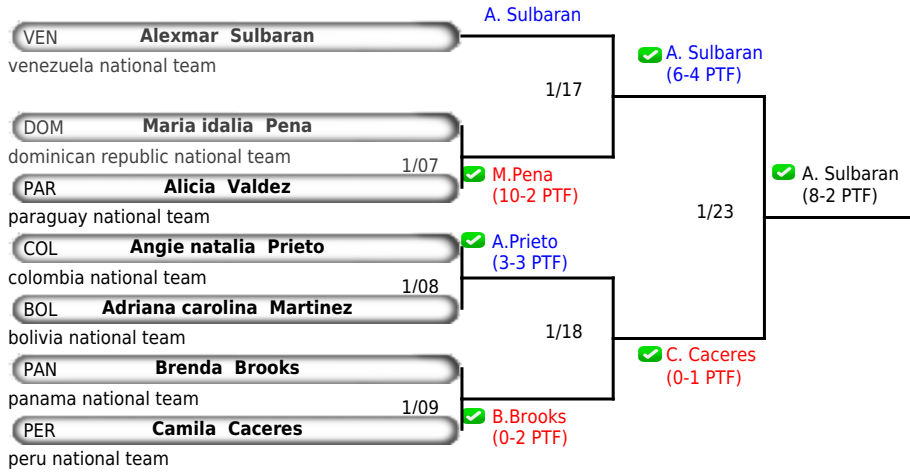 A. Sulbaran
VEN Alexmar Sulbaran
venezuela national team
A. Sulbaran
(6-4 PTF)
1/17
DOM Maria idalia Pena
dominican republic national team
1/07
M.Pena
(10-2 PTF)
PAR Alicia Valdez
paraguay national team
A. Sulbaran
(8-2 PTF)
1/23
COL Angie natalia Prieto
colombia national team
A.Prieto
(3-3 PTF)
1/08
BOL Adriana carolina Martinez
bolivia national team
1/18
PAN Brenda Brooks
panama national team
C. Caceres
(0-1 PTF)
1/09
B.Brooks
(0-2 PTF)
PER Camila Caceres
peru national team